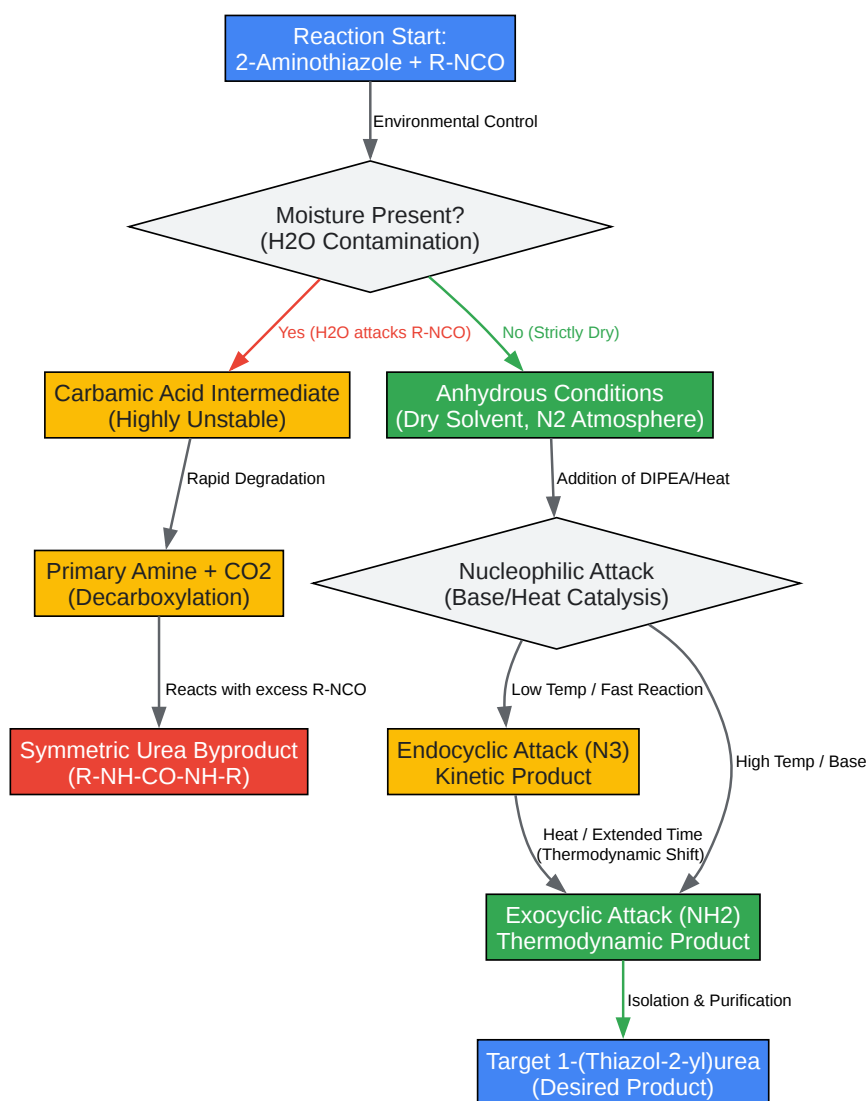 Reaction Start:
2-Aminothiazole + R-NCO
Environmental Control
Moisture Present?
(H2O Contamination)
Yes (H2O attacks R-NCO)
No (Strictly Dry)
Carbamic Acid Intermediate
(Highly Unstable)
Anhydrous Conditions
(Dry Solvent, N2 Atmosphere)
Rapid Degradation
Addition of DIPEA/Heat
Primary Amine + CO2
(Decarboxylation)
Nucleophilic Attack
(Base/Heat Catalysis)
Reacts with excess R-NCO
Low Temp / Fast Reaction
Symmetric Urea Byproduct
(R-NH-CO-NH-R)
Endocyclic Attack (N3)
Kinetic Product
High Temp / Base
Heat / Extended Time
(Thermodynamic Shift)
Exocyclic Attack (NH2)
Thermodynamic Product
Isolation & Purification
Target 1-(Thiazol-2-yl)urea
(Desired Product)